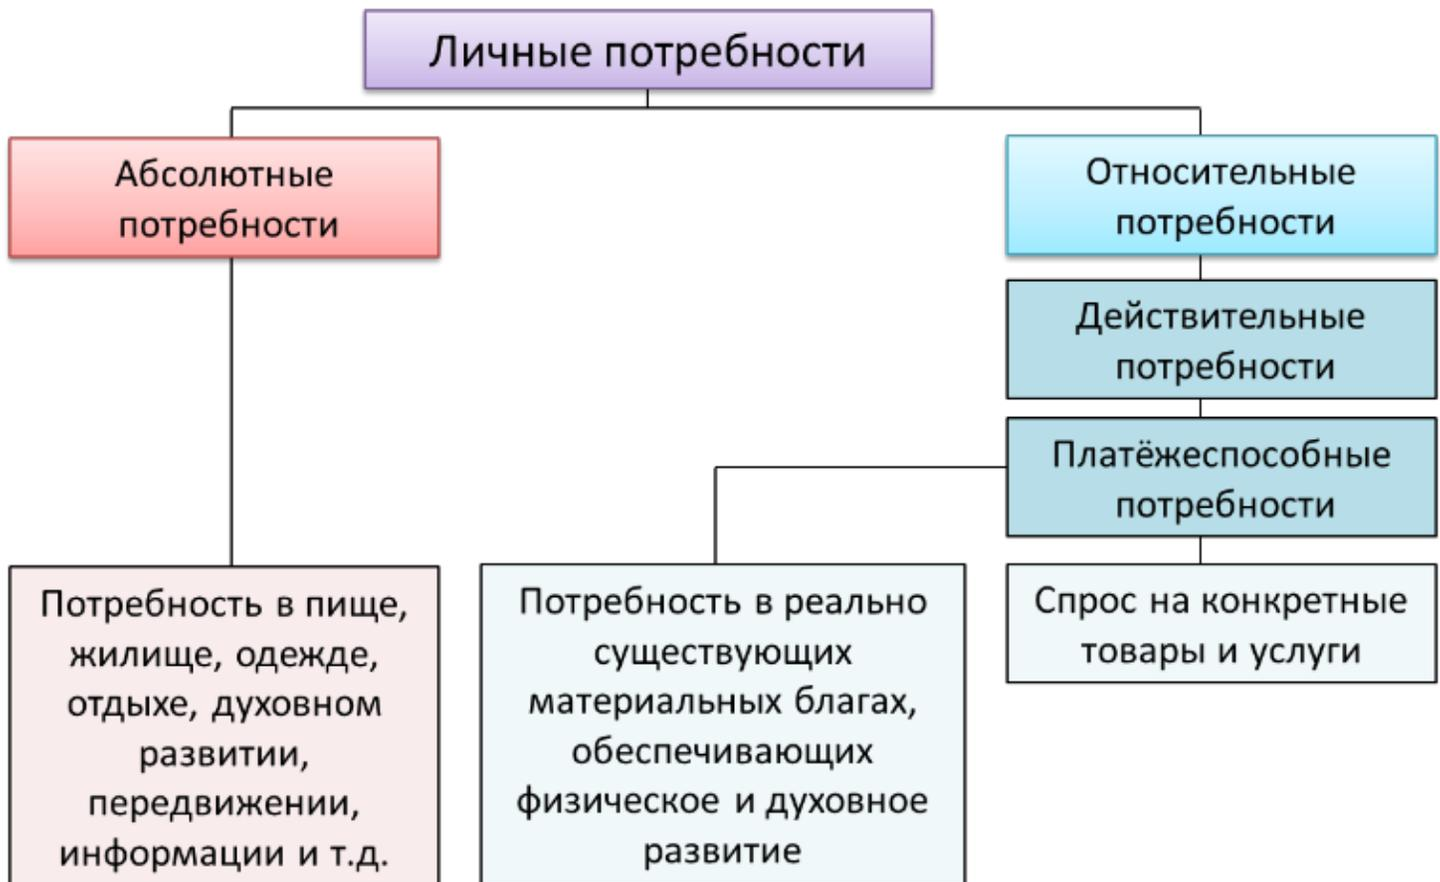 Личные потребности
Абсолютные
потребности
Относительные
потребности
Действительные
потребности
Платёжеспособные
потребности
Потребность в пище,
жилище, одежде,
отдыхе, духовном
развитии,
передвижении,
информации и т.д.
Потребность в реально
существующих
материальных благах,
обеспечивающих
физическое и духовное
развитие
Спрос на конкретные
товары и услуги